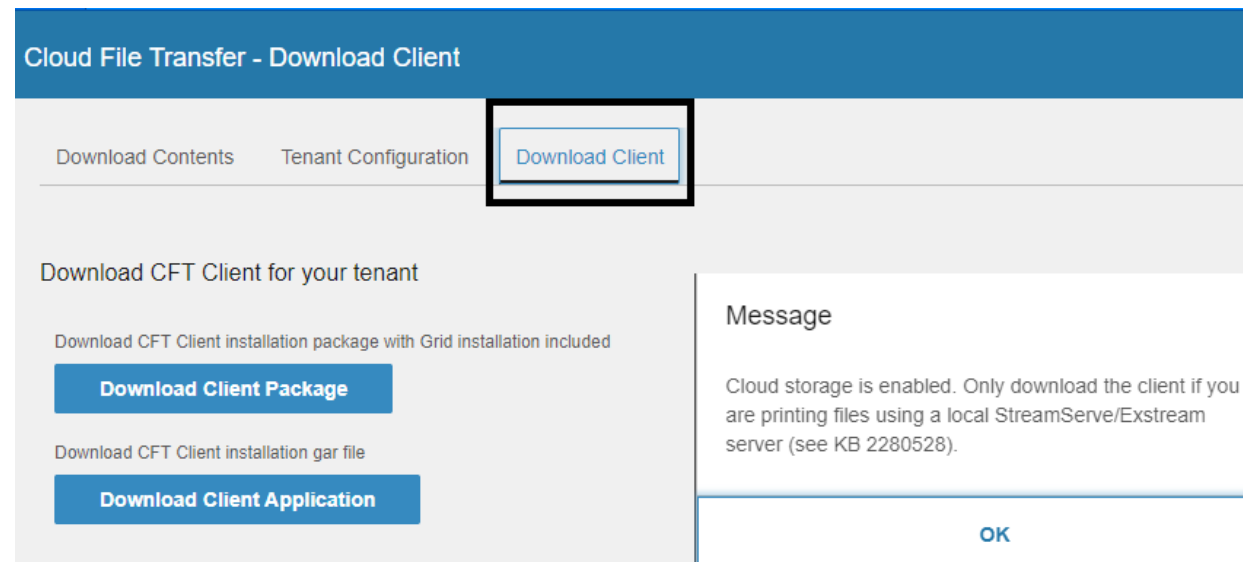 Cloud File Transfer - Download Client
Download Contents
Tenant Configuration
Download Client
Download CFT Client for your tenant
Download CFT Client installation package with Grid installation included
Download Client Package
Download CFT Client installation gar file
Download Client Application
Message
Cloud storage is enabled. Only download the client if you
are printing files using a local StreamServe/Exstream
server (see KB 2280528).
OK